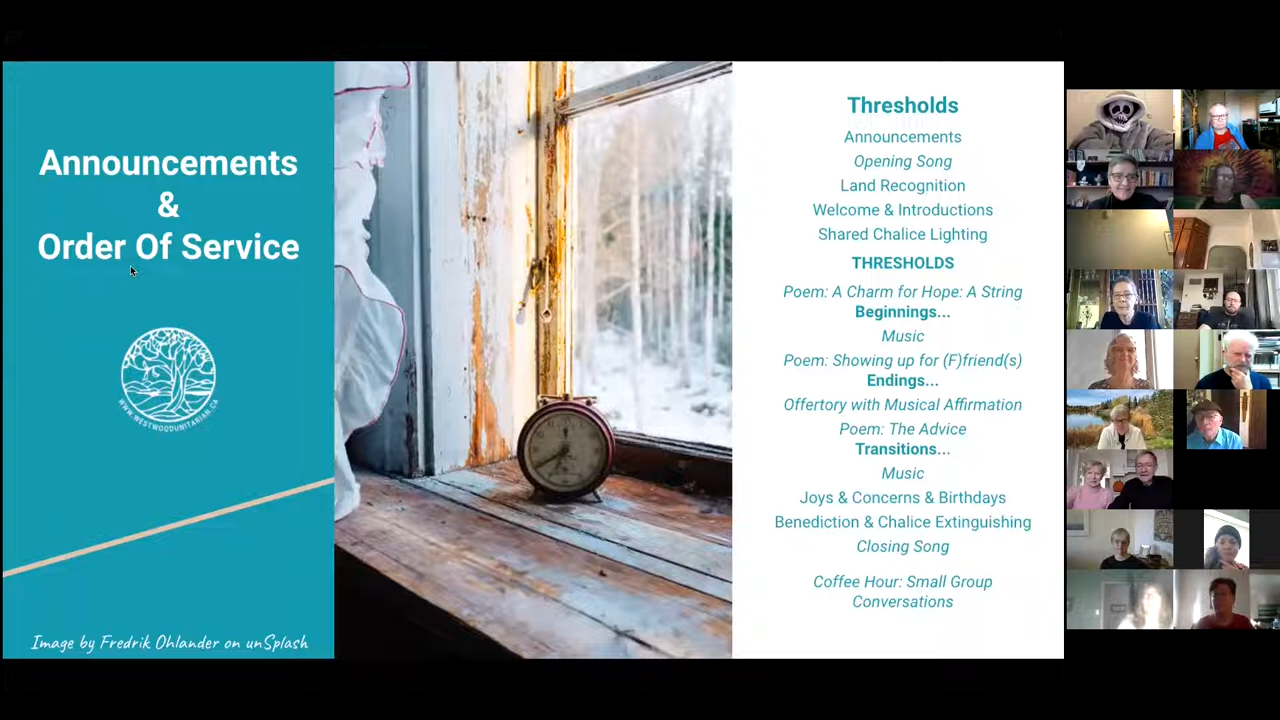 Announcements
&
Order Of Service
WWW.WESTWOODUNITARIAN.CA
Image by Fredrik Ohlander on unSplash
Thresholds
Announcements
Opening Song
Land Recognition
Welcome & Introductions
Shared Chalice Lighting
THRESHOLDS
Poem: A Charm for Hope: A String
Beginnings...
Music
Poem: Showing up for (F)friend(s)
Endings...
Offertory with Musical Affirmation
Poem: The Advice
Transitions...
Music
Joys & Concerns & Birthdays
Benediction & Chalice Extinguishing
Closing Song
Coffee Hour: Small Group
Conversations